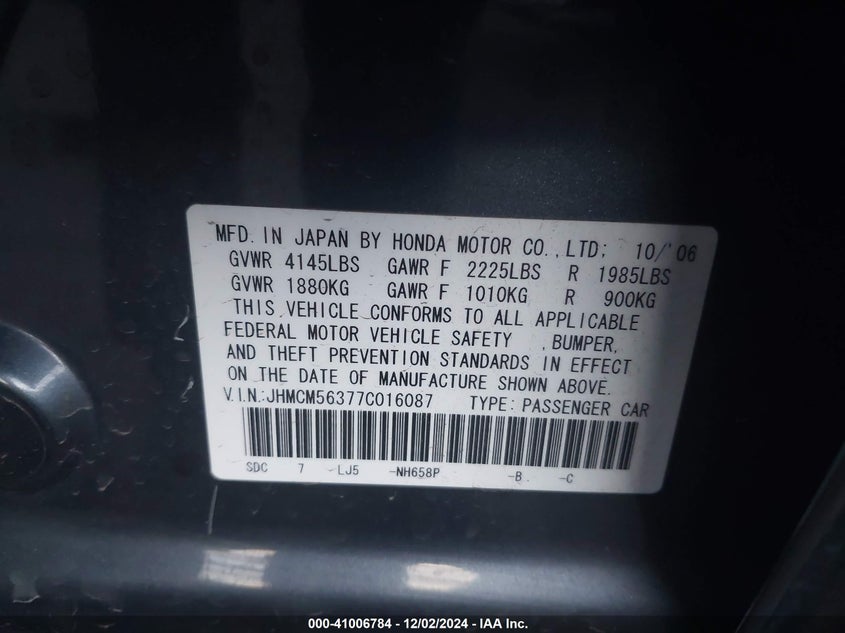 MFD. IN JAPAN BY HONDA MOTOR CO., LTD; 10/'06
GVWR 4145LBS GAWR F 2225LBS R 1985LBS
GVWR 1880KG GAWR F 1010KG R 900KG
THIS VEHICLE CONFORMS TO ALL APPLICABLE
FEDERAL MOTOR VEHICLE SAFETY , BUMPER,
AND THEFT PREVENTION STANDARDS IN EFFECT
ON THE DATE OF MANUFACTURE SHOWN ABOVE.
V.I.N.:JHMCM56377C016087 TYPE:PASSENGER CAR
SDC 7 -LJ5 -NH658P -B -C
000-41006784 - 12/02/2024 - IAA Inc.